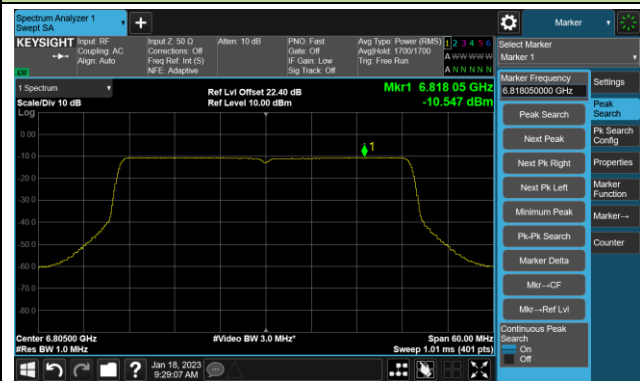 Spectrum Analyzer 1
Swept SA
+
Marker
KEYSIGHT
Input: RF
Coupling: AC
Align: Auto
Input Z: 50 Ω
Corrections: Off
Freq Ref: Int (S)
NFE: Adaptive
Atten: 10 dB
PNO: Fast
Gate: Off
IF Gain: Low
Sig Track: Off
Avg Type: Power (RMS)
Avg|Hold: 1700/1700
Trig: Free Run
1 2 3 4 5 6
A W W W W W
A N N N N N
Select Marker
Marker 1
LXI
1 Spectrum
Scale/Div 10 dB
Ref Lvl Offset 22.40 dB
Ref Level 10.00 dBm
Mkr1 6.818 05 GHz
-10.547 dBm
Log
0.00
-10.0
-20.0
-30.0
-40.0
-50.0
-60.0
-70.0
-80.0
1
Center 6.80500 GHz
#Res BW 1.0 MHz
#Video BW 3.0 MHz*
Span 60.00 MHz
Sweep 1.01 ms (401 pts)
Marker Frequency
6.818050000 GHz
Peak Search
Next Peak
Next Pk Right
Next Pk Left
Minimum Peak
Pk-Pk Search
Marker Delta
Mkr→CF
Mkr→Ref Lvl
Continuous Peak
Search
On
Off
Settings
Peak
Search
Pk Search
Config
Properties
Marker
Function
Marker→
Counter
?
Jan 18, 2023
9:29:07 AM